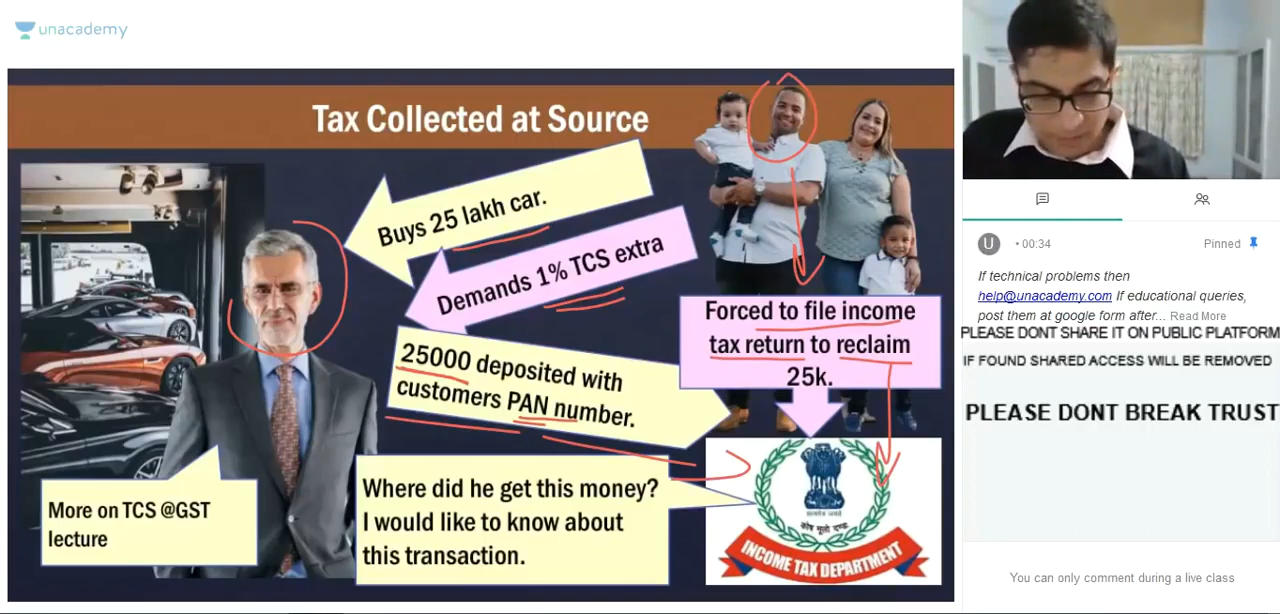 unacademy
Tax Collected at Source
Buys 25 lakh car.
Demands 1% TCS extra
25000 deposited with
customers PAN number.
Forced to file income
tax return to reclaim
25k.
Where did he get this money?
I would like to know about
this transaction.
More on TCS @GST
lecture
कोष मूलो दण्डः
INCOME TAX DEPARTMENT
U
• 00:34
Pinned
If technical problems then
help@unacademy.com If educational queries,
post them at google form after... Read More
PLEASE DONT SHARE IT ON PUBLIC PLATFORM
IF FOUND SHARED ACCESS WILL BE REMOVED
PLEASE DONT BREAK TRUST
You can only comment during a live class